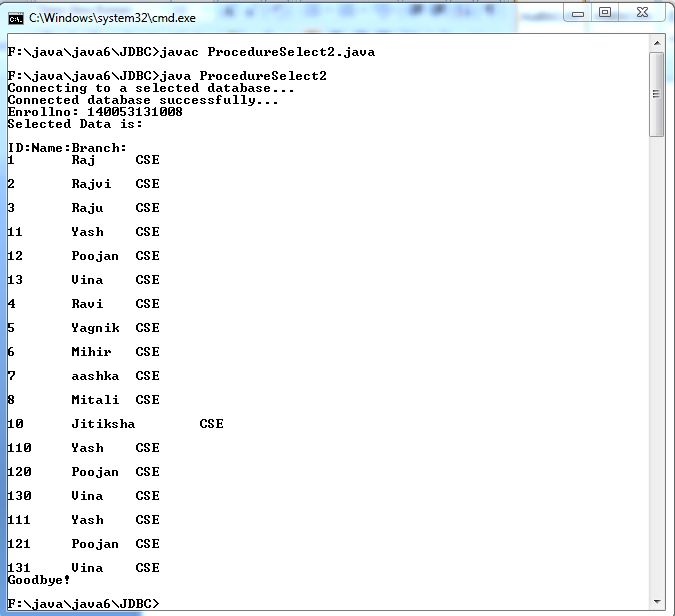 C:\Windows\system32\cmd.exe
F:\java\java6\JDBC>javac ProcedureSelect2.java
F:\java\java6\JDBC>java ProcedureSelect2
Connecting to a selected database...
Connected database successfully...
Enrollno: 140053131008
Selected Data is:
ID:Name:Branch:
1 Raj CSE
2 Rajvi CSE
3 Raju CSE
11 Yash CSE
12 Poojan CSE
13 Vina CSE
4 Ravi CSE
5 Yagnik CSE
6 Mihir CSE
7 aashka CSE
8 Mitali CSE
10 Jitiksha CSE
110 Yash CSE
120 Poojan CSE
130 Vina CSE
111 Yash CSE
121 Poojan CSE
131 Vina CSE
Goodbye!
F:\java\java6\JDBC>